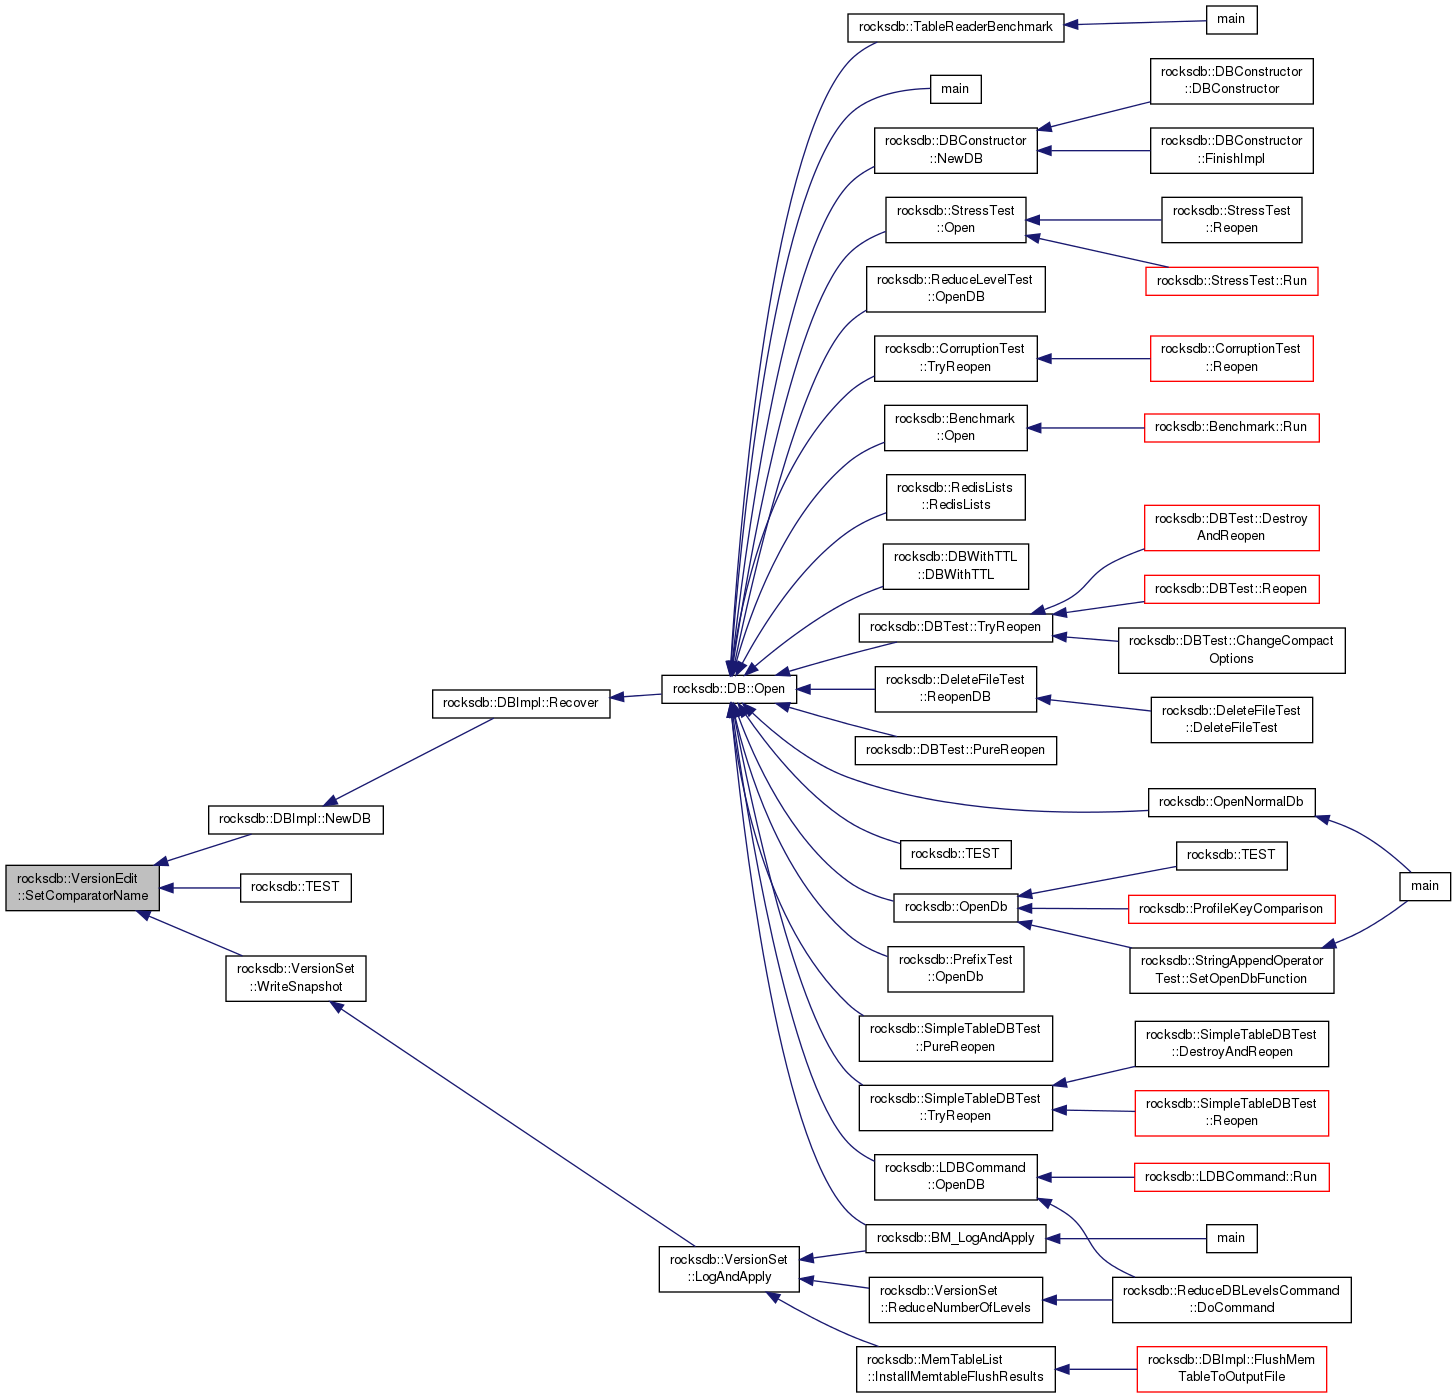 rocksdb::TableReaderBenchmark
main
main
rocksdb::DBConstructor
::DBConstructor
rocksdb::DBConstructor
::NewDB
rocksdb::DBConstructor
::FinishImpl
rocksdb::StressTest
::Open
rocksdb::StressTest
::Reopen
rocksdb::StressTest::Run
rocksdb::ReduceLevelTest
::OpenDB
rocksdb::CorruptionTest
::TryReopen
rocksdb::CorruptionTest
::Reopen
rocksdb::Benchmark
::Open
rocksdb::Benchmark::Run
rocksdb::RedisLists
::RedisLists
rocksdb::DBWithTTL
::DBWithTTL
rocksdb::DBTest::Destroy
AndReopen
rocksdb::DBTest::Reopen
rocksdb::DBTest::TryReopen
rocksdb::DBTest::ChangeCompact
Options
rocksdb::DB::Open
rocksdb::DeleteFileTest
::ReopenDB
rocksdb::DeleteFileTest
::DeleteFileTest
rocksdb::DBImpl::Recover
rocksdb::DBTest::PureReopen
rocksdb::OpenNormalDb
rocksdb::DBImpl::NewDB
rocksdb::TEST
rocksdb::TEST
rocksdb::VersionEdit
::SetComparatorName
rocksdb::TEST
main
rocksdb::OpenDb
rocksdb::ProfileKeyComparison
rocksdb::VersionSet
::WriteSnapshot
rocksdb::PrefixTest
::OpenDb
rocksdb::StringAppendOperator
Test::SetOpenDbFunction
rocksdb::SimpleTableDBTest
::PureReopen
rocksdb::SimpleTableDBTest
::DestroyAndReopen
rocksdb::SimpleTableDBTest
::TryReopen
rocksdb::SimpleTableDBTest
::Reopen
rocksdb::LDBCommand
::OpenDB
rocksdb::LDBCommand::Run
rocksdb::BM_LogAndApply
main
rocksdb::VersionSet
::LogAndApply
rocksdb::VersionSet
::ReduceNumberOfLevels
rocksdb::ReduceDBLevelsCommand
::DoCommand
rocksdb::MemTableList
::InstallMemtableFlushResults
rocksdb::DBImpl::FlushMem
TableToOutputFile